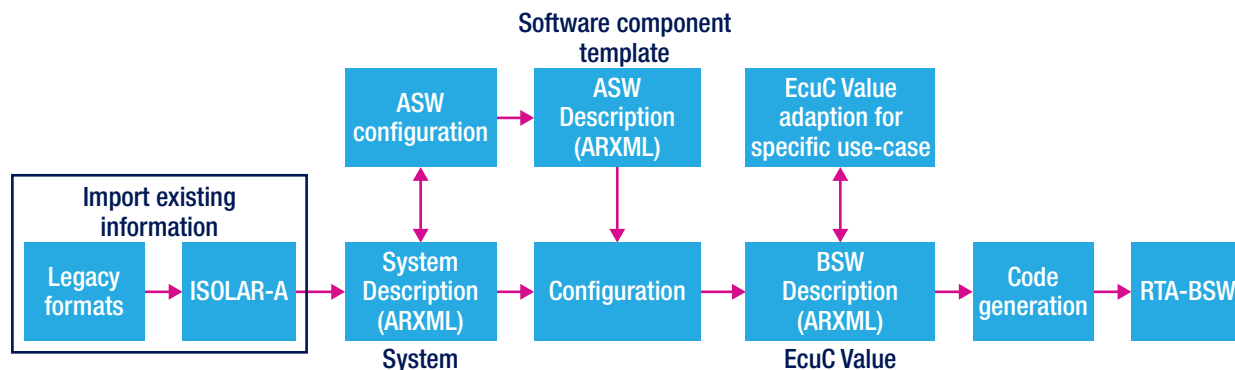 Software component
template
ASW
configuration
ASW
Description
(ARXML)
EcuC Value
adaption for
specific use-case
Import existing
information
Legacy
formats
ISOLAR-A
System
Description
(ARXML)
Configuration
BSW
Description
(ARXML)
Code
generation
RTA-BSW
System
EcuC Value